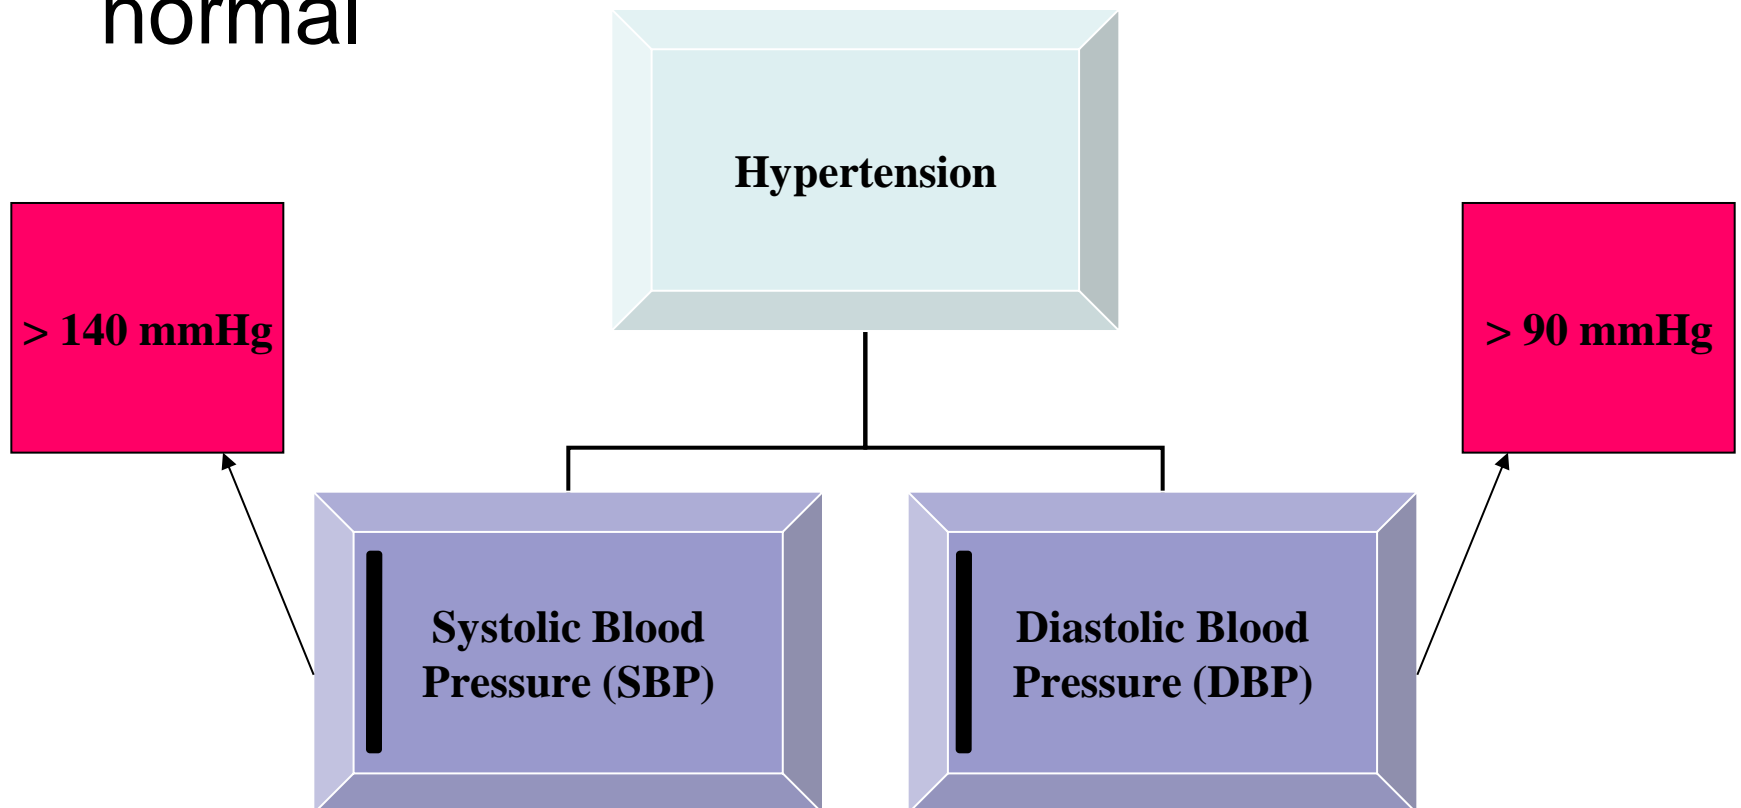 normal
Hypertension
> 140 mmHg
> 90 mmHg
Systolic Blood
Pressure (SBP)
Diastolic Blood
Pressure (DBP)